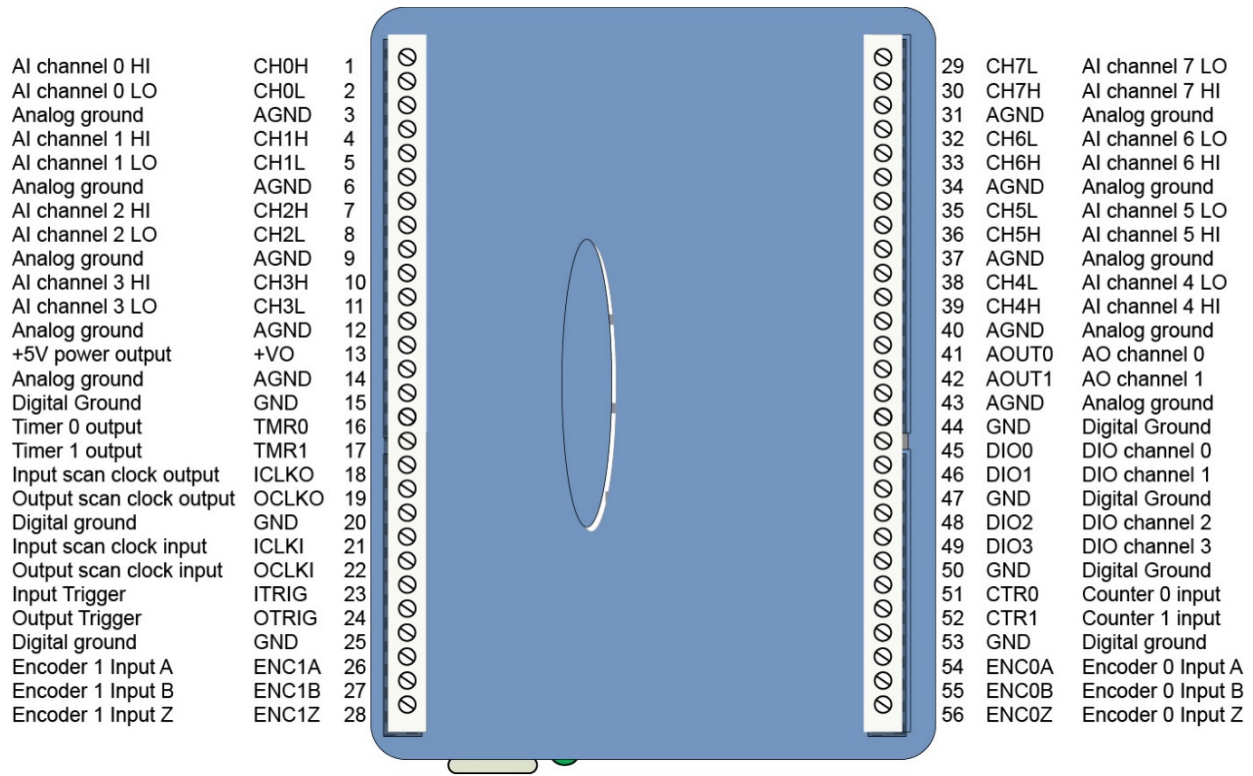 AI channel 0 HI CH0H 1
AI channel 0 LO CH0L 2
Analog ground AGND 3
AI channel 1 HI CH1H 4
AI channel 1 LO CH1L 5
Analog ground AGND 6
AI channel 2 HI CH2H 7
AI channel 2 LO CH2L 8
Analog ground AGND 9
AI channel 3 HI CH3H 10
AI channel 3 LO CH3L 11
Analog ground AGND 12
+5V power output +VO 13
Analog ground AGND 14
Digital Ground GND 15
Timer 0 output TMR0 16
Timer 1 output TMR1 17
Input scan clock output ICLKO 18
Output scan clock output OCLKO 19
Digital ground GND 20
Input scan clock input ICLKI 21
Output scan clock input OCLKI 22
Input Trigger ITRIG 23
Output Trigger OTRIG 24
Digital ground GND 25
Encoder 1 Input A ENC1A 26
Encoder 1 Input B ENC1B 27
Encoder 1 Input Z ENC1Z 28
29 CH7L AI channel 7 LO
30 CH7H AI channel 7 HI
31 AGND Analog ground
32 CH6L AI channel 6 LO
33 CH6H AI channel 6 HI
34 AGND Analog ground
35 CH5L AI channel 5 LO
36 CH5H AI channel 5 HI
37 AGND Analog ground
38 CH4L AI channel 4 LO
39 CH4H AI channel 4 HI
40 AGND Analog ground
41 AOUT0 AO channel 0
42 AOUT1 AO channel 1
43 AGND Analog ground
44 GND Digital Ground
45 DIO0 DIO channel 0
46 DIO1 DIO channel 1
47 GND Digital Ground
48 DIO2 DIO channel 2
49 DIO3 DIO channel 3
50 GND Digital Ground
51 CTR0 Counter 0 input
52 CTR1 Counter 1 input
53 GND Digital ground
54 ENC0A Encoder 0 Input A
55 ENC0B Encoder 0 Input B
56 ENC0Z Encoder 0 Input Z